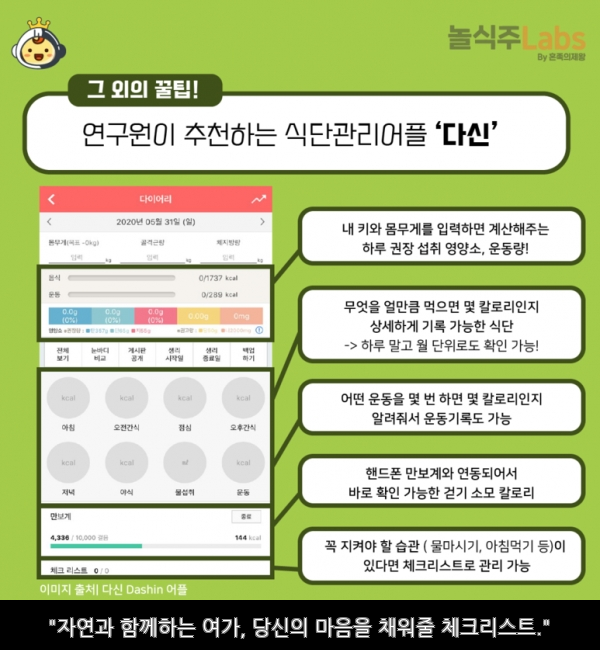 놀식주Labs
By 은쪽의재활
그 외의 꿀팁!
연구원이 추천하는 식단관리어플 '다신'
다이어리
2020년 05월 31일 (일)
몸무게(목표 -0kg) 골격근량 체지방량
입력 kg 입력 kg 입력 kg
음식 0/1737 kcal
운동 0/289 kcal
0.0g 0.0g 0.0g 0.00g 0mg
(0%) (0%) (0%)
전체 보기 눈바디 비교 게시판 공개 생리 시작일 생리 종료일 백업 하기
kcal kcal kcal kcal
아침 오전간식 점심 오후간식
kcal kcal ml kcal
저녁 야식 물섭취 운동
만보계 종료
4,336 / 10,000 걸음 144 kcal
체크 리스트 0 / 0
내 키와 몸무게를 입력하면 계산해주는
하루 권장 섭취 영양소, 운동량!
무엇을 얼만큼 먹으면 몇 칼로리인지
상세하게 기록 가능한 식단
-> 하루 말고 월 단위로도 확인 가능!
어떤 운동을 몇 번 하면 몇 칼로리인지
알려줘서 운동기록도 가능
핸드폰 만보계와 연동되어서
바로 확인 가능한 걷기 소모 칼로리
꼭 지켜야 할 습관 ( 물마시기, 아침먹기 등)이
있다면 체크리스트로 관리 가능
이미지 출처| 다신 Dashin 어플
"자연과 함께하는 여가, 당신의 마음을 채워줄 체크리스트."